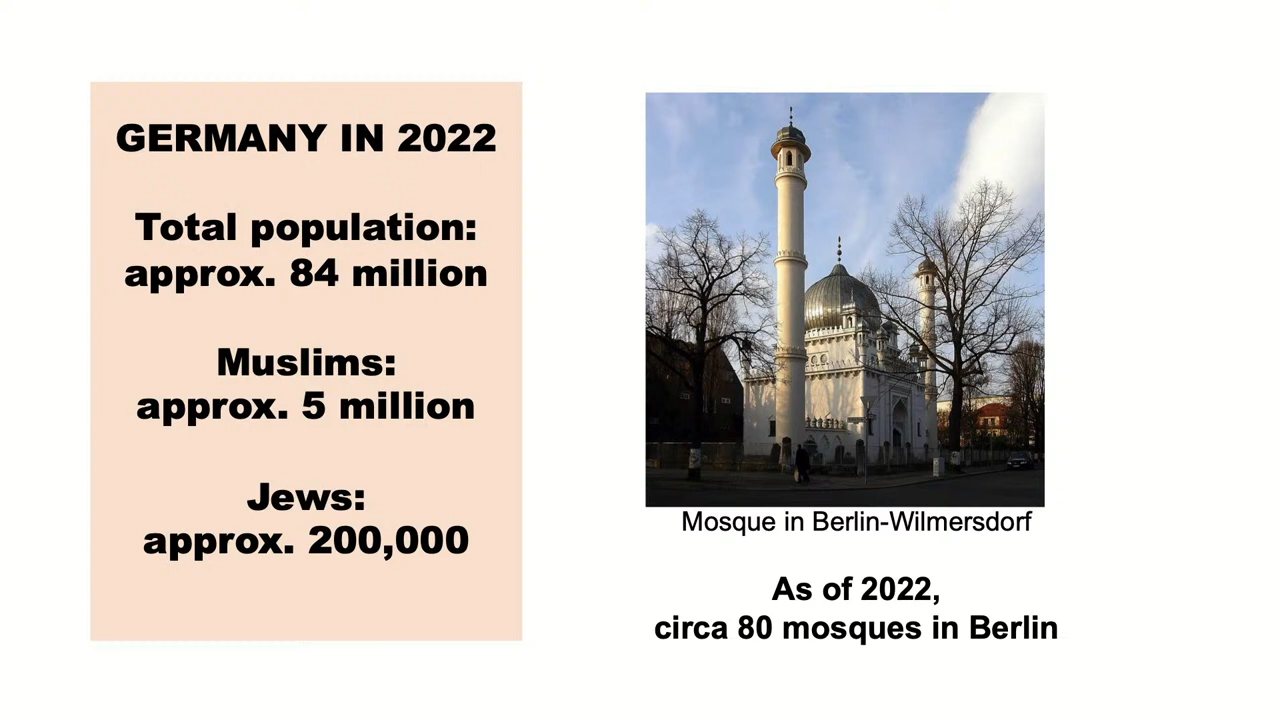 GERMANY IN 2022
Total population:
approx. 84 million
Muslims:
approx. 5 million
Jews:
approx. 200,000
Mosque in Berlin-Wilmersdorf
As of 2022,
circa 80 mosques in Berlin